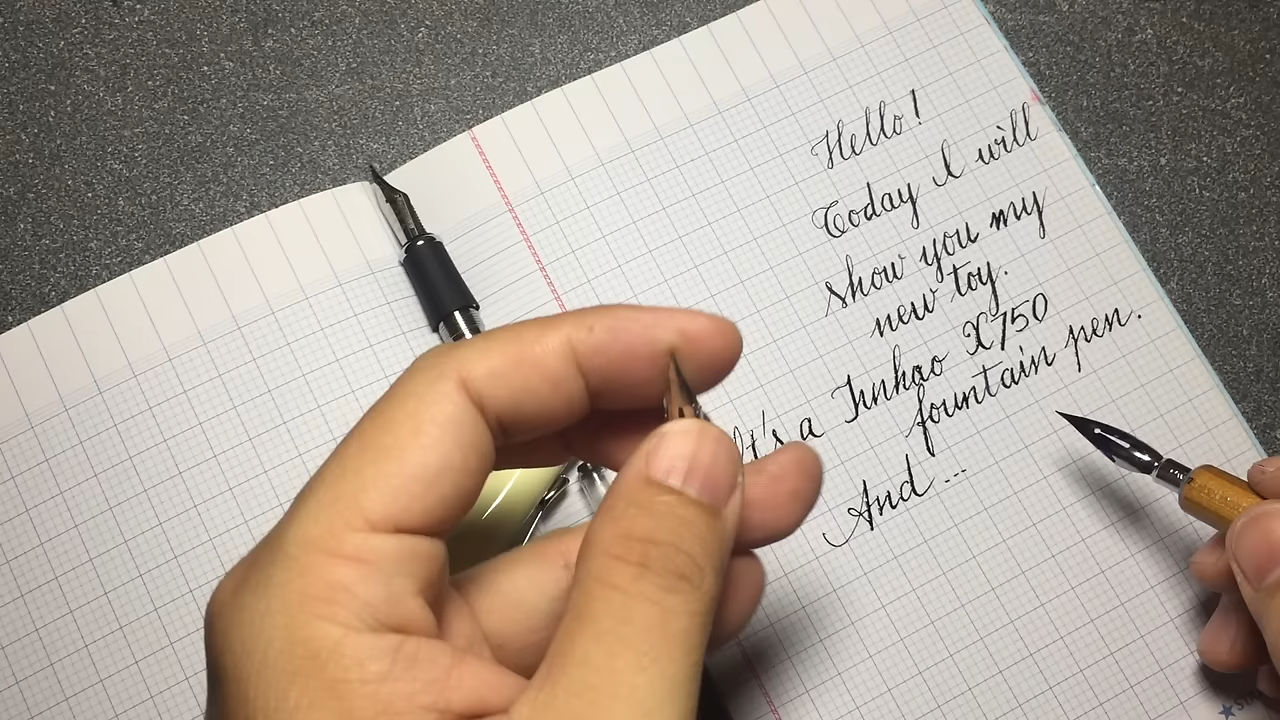 Hello!
Today I will
show you my
new toy.
It's a Jinhao X750
fountain pen.
And...